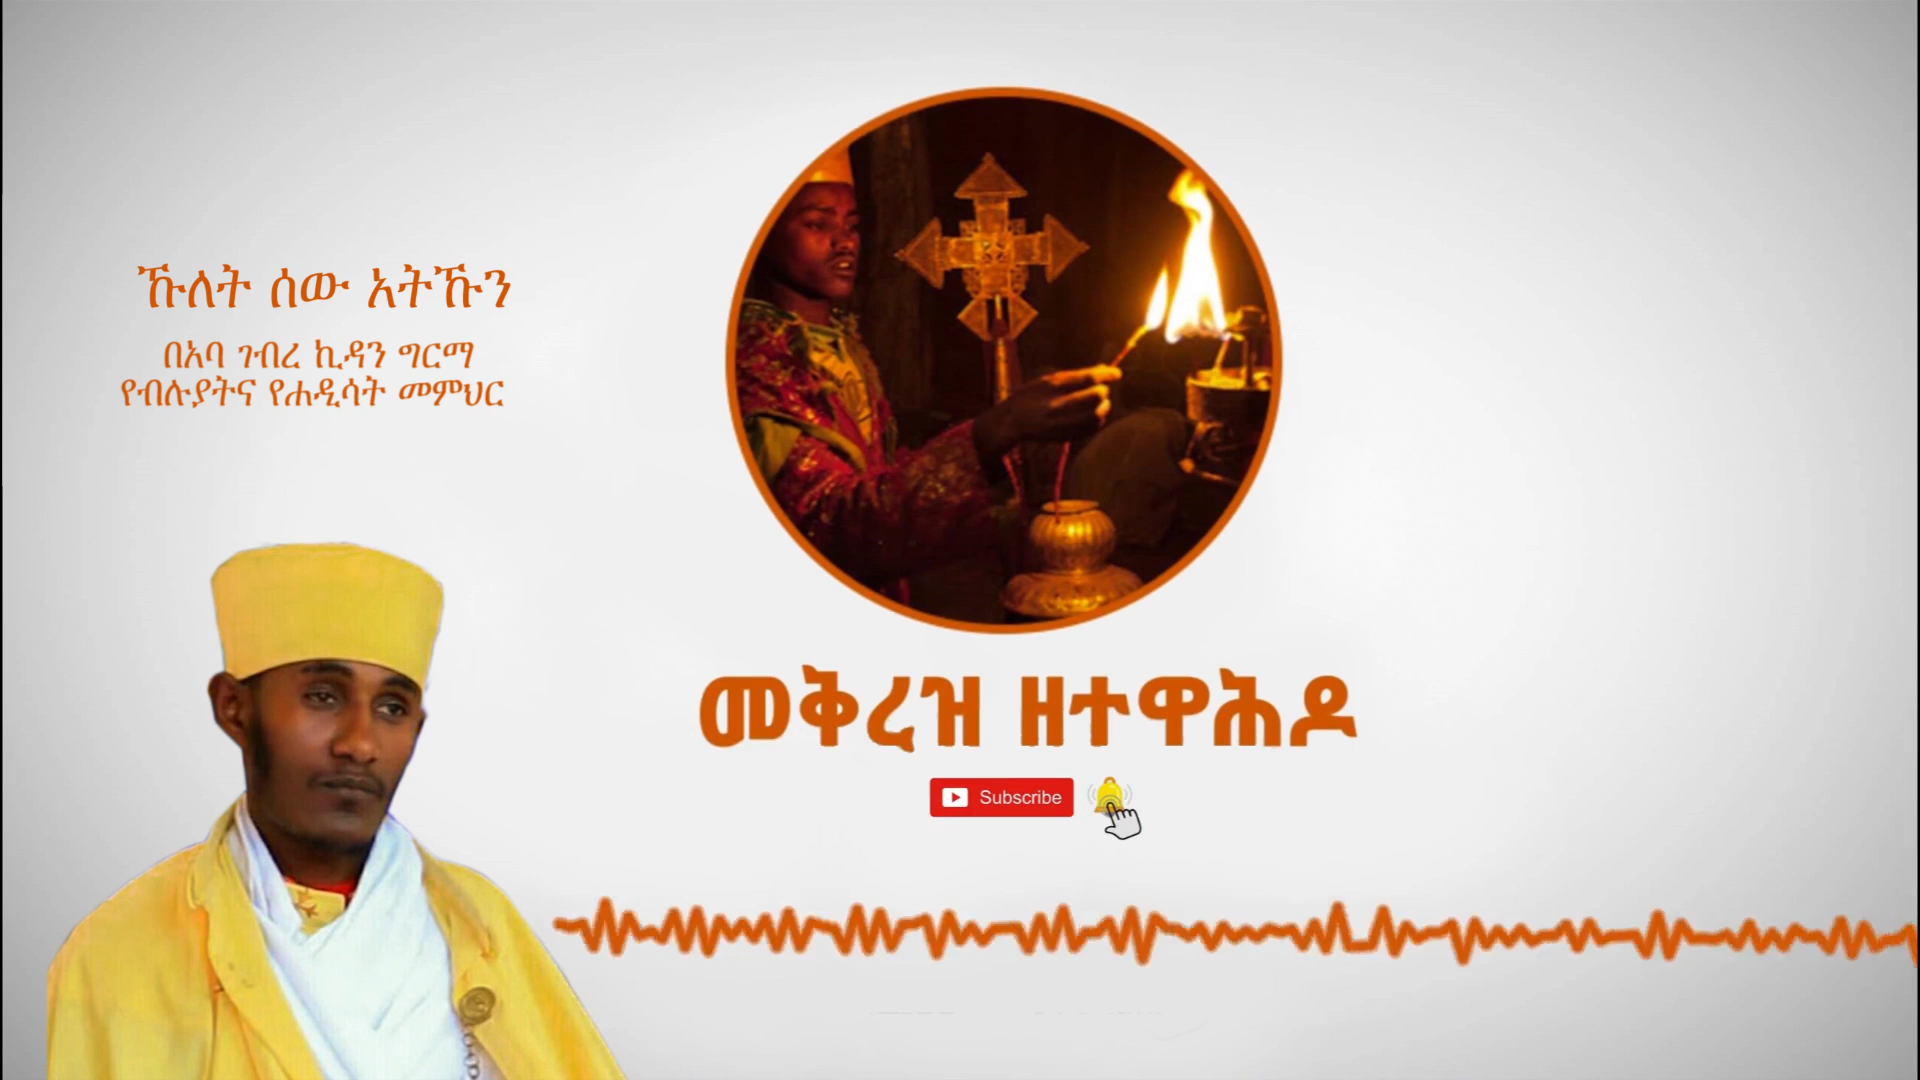 ኹለት ሰው አትኹን
በአባ ገብረ ኪዳን ግርማ
የብሉያትና የሐዲሳት መምህር
መቅረዝ ዘተዋሕዶ
Subscribe